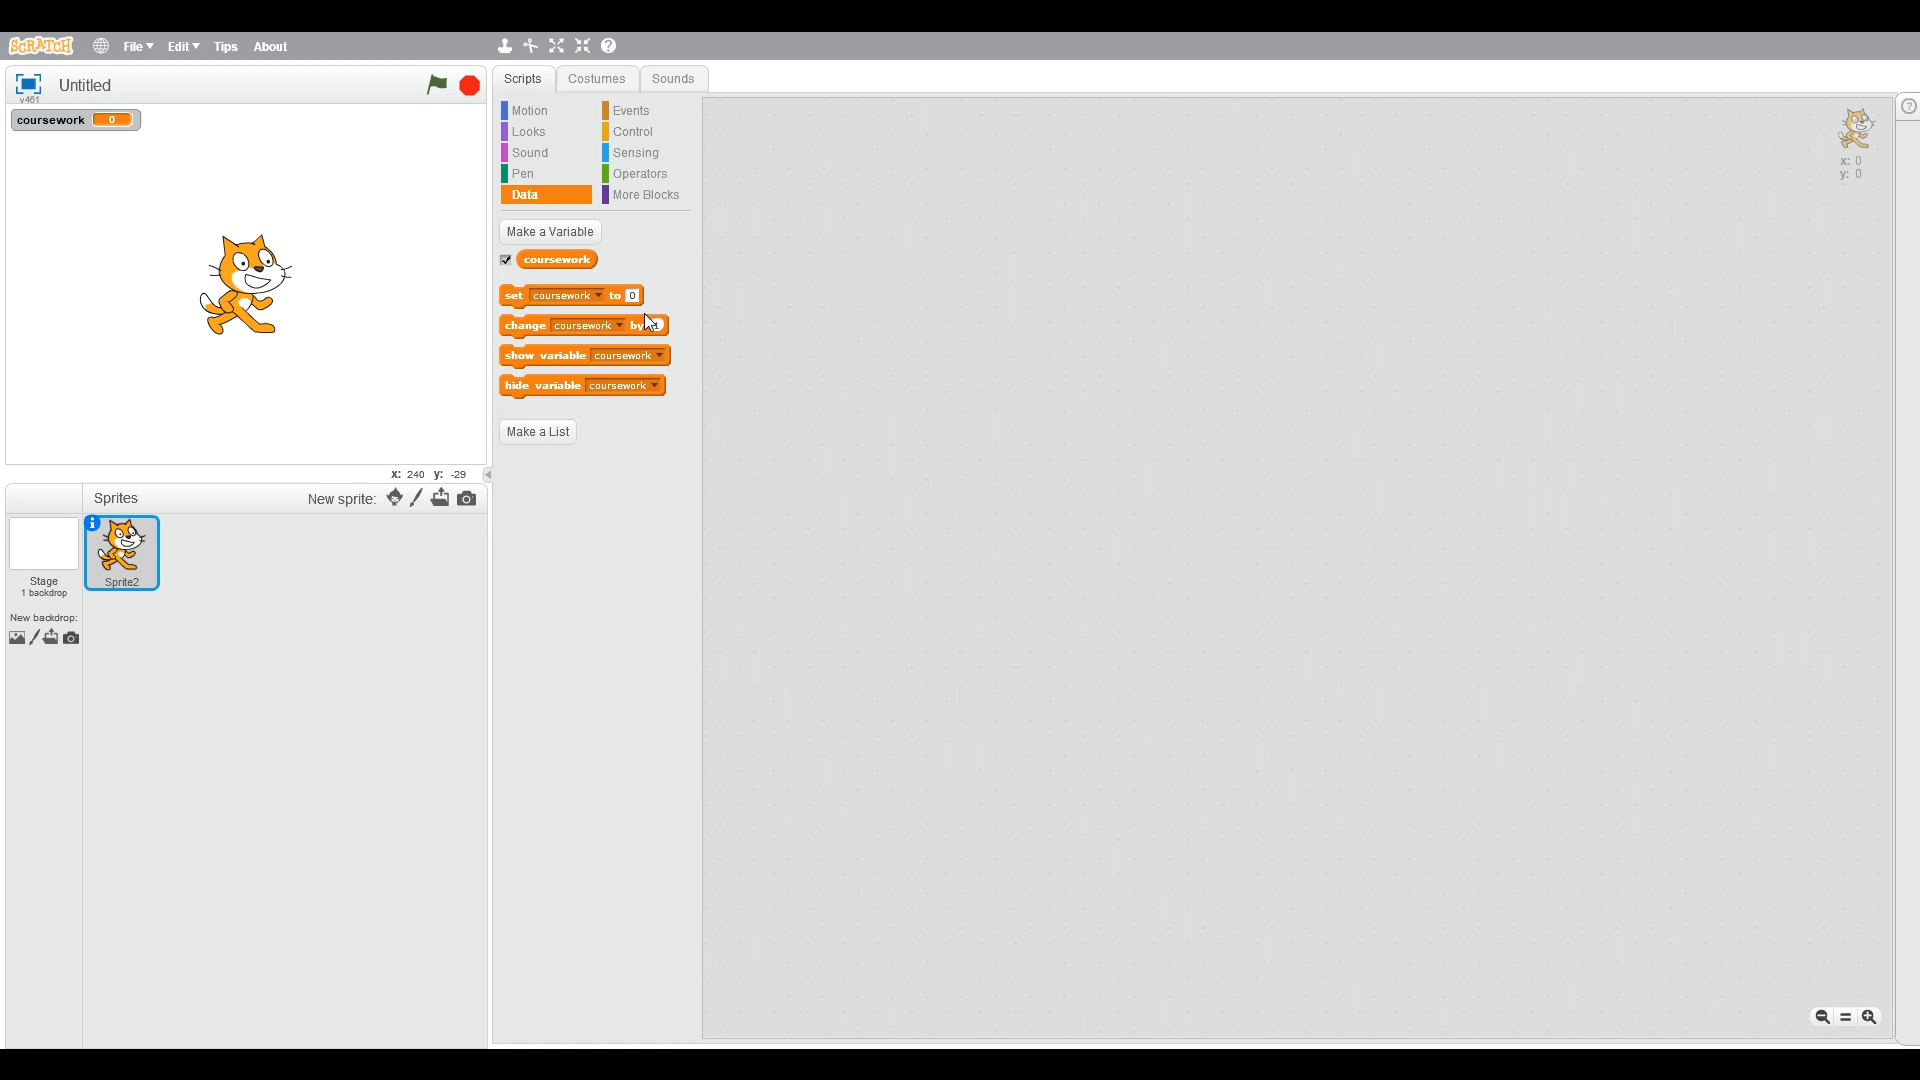 SCRATCH File Edit Tips About
v461 Untitled
coursework 0
x: 240 y: -29
Sprites New sprite:
Sprite2
Stage
1 backdrop
New backdrop:
Scripts Costumes Sounds
Motion Events
Looks Control
Sound Sensing
Pen Operators
Data More Blocks
Make a Variable
coursework
set coursework to 0
change coursework by
show variable coursework
hide variable coursework
Make a List
x: 0
y: 0